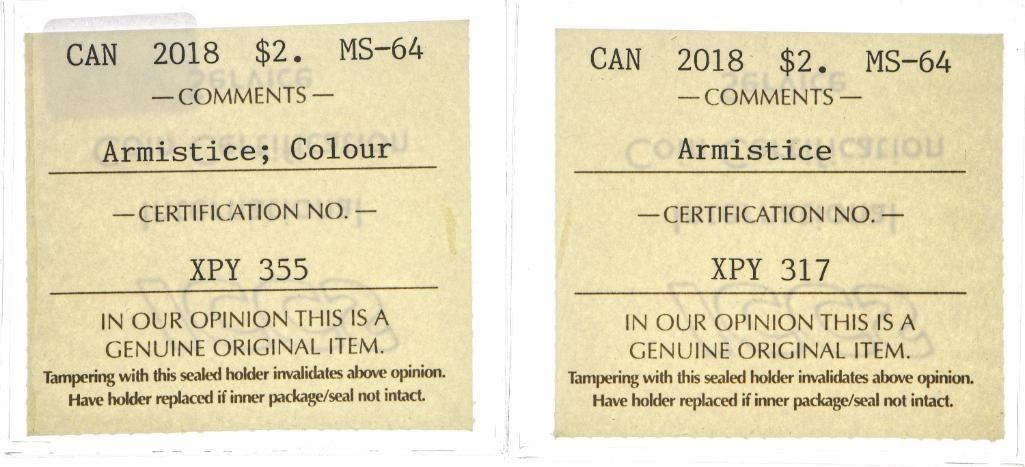 CAN 2018 $2. MS-64
— COMMENTS —
Armistice; Colour
— CERTIFICATION NO. —
XPY 355
IN OUR OPINION THIS IS A
GENUINE ORIGINAL ITEM.
Tampering with this sealed holder invalidates above opinion.
Have holder replaced if inner package/seal not intact.
CAN 2018 $2. MS-64
— COMMENTS —
Armistice
— CERTIFICATION NO. —
XPY 317
IN OUR OPINION THIS IS A
GENUINE ORIGINAL ITEM.
Tampering with this sealed holder invalidates above opinion.
Have holder replaced if inner package/seal not intact.